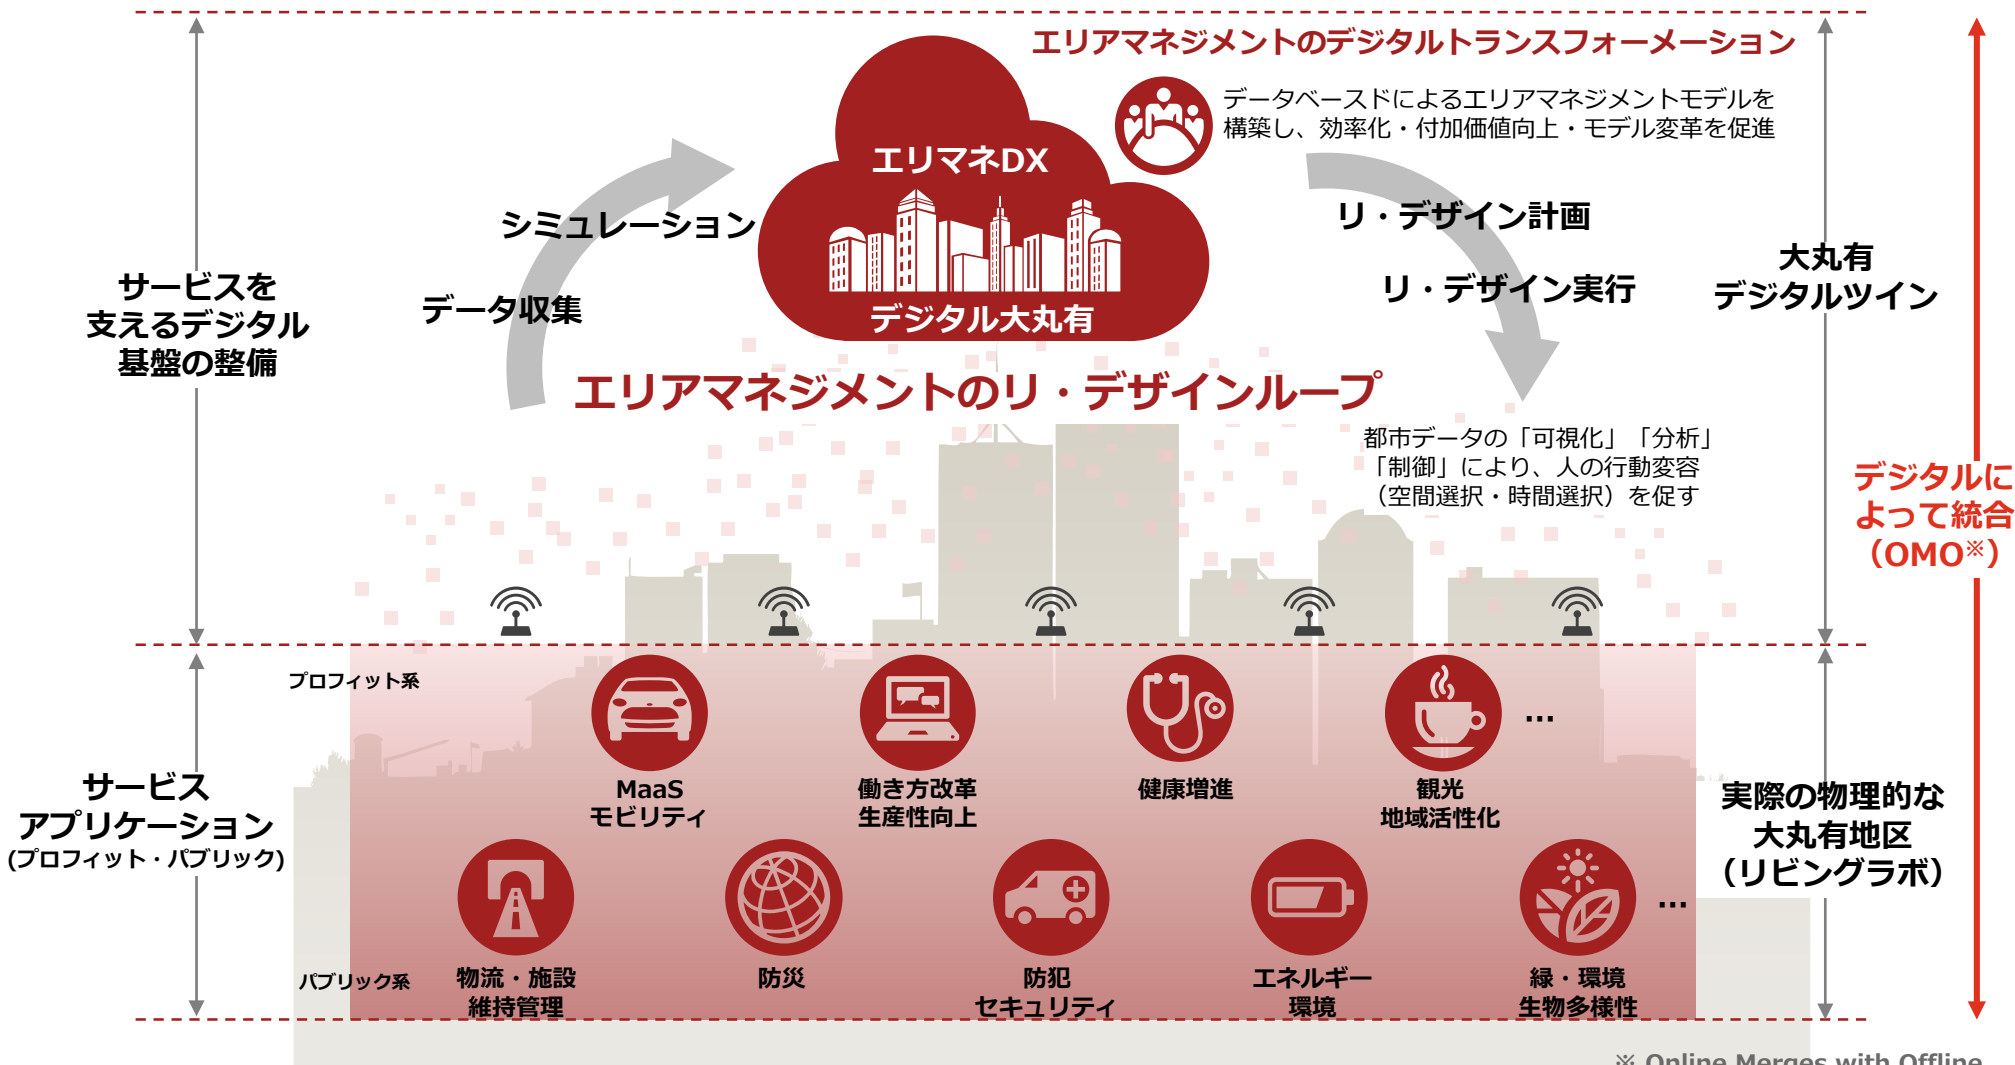 エリアマネジメントのデジタルトランスフォーメーション
データベースドによるエリアマネジメントモデルを
構築し、効率化・付加価値向上・モデル変革を促進
エリマネDX
デジタル大丸有
シミュレーション
データ収集
リ・デザイン計画
リ・デザイン実行
サービスを
支えるデジタル
基盤の整備
大丸有
デジタルツイン
エリアマネジメントのリ・デザインループ
都市データの「可視化」「分析」
「制御」により、人の行動変容
（空間選択・時間選択）を促す
デジタルに
よって統合
（OMO※）
プロフィット系
MaaS
モビリティ
働き方改革
生産性向上
健康増進
観光
地域活性化
…
サービス
アプリケーション
(プロフィット・パブリック)
実際の物理的な
大丸有地区
（リビングラボ）
パブリック系
物流・施設
維持管理
防災
防犯
セキュリティ
エネルギー
環境
緑・環境
生物多様性
…
※ Online Merges with Offline